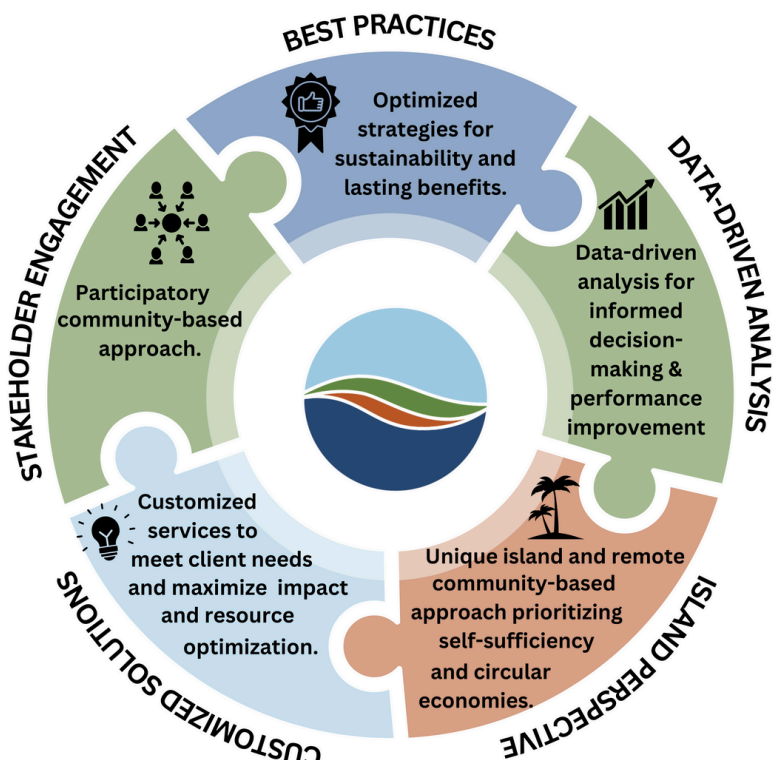 BEST PRACTICES
Optimized
strategies for
sustainability and
lasting benefits.
DATA-DRIVEN ANALYSIS
Data-driven
analysis for
informed
decision-
making &
performance
improvement
ISLAND PERSPECTIVE
Unique island and remote
community-based
approach prioritizing
self-sufficiency
and circular
economies.
CUSTOMIZED SOLUTIONS
Customized
services to
meet client needs
and maximize impact
and resource
optimization.
STAKEHOLDER ENGAGEMENT
Participatory
community-based
approach.